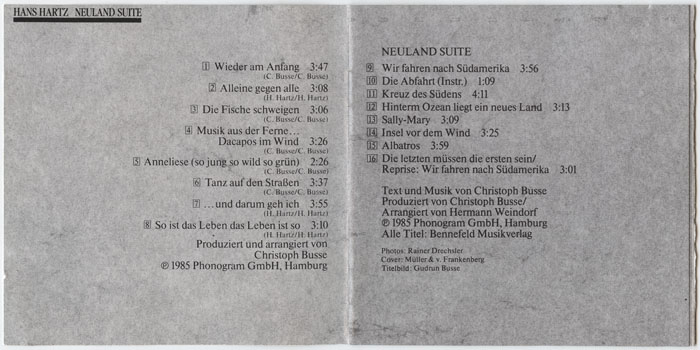 HANS HARTZ NEULAND SUITE
1 Wieder am Anfang 3:47
(C. Busse/C. Busse)
2 Alleine gegen alle 3:08
(H. Hartz/H. Hartz)
3 Die Fische schweigen 3:06
(C. Busse/C. Busse)
4 Musik aus der Ferne...
Dacapos im Wind 3:26
(C. Busse/C. Busse)
5 Anneliese (so jung so wild so grün) 2:26
(C. Busse/C. Busse)
6 Tanz auf den Straßen 3:37
(C. Busse/C. Busse)
7 ...und darum geh ich 3:55
(H. Hartz/H. Hartz)
8 So ist das Leben das Leben ist so 3:10
(H. Hartz/H. Hartz)
Produziert und arrangiert von
Christoph Busse
℗ 1985 Phonogram GmbH, Hamburg
NEULAND SUITE
9 Wir fahren nach Südamerika 3:56
10 Die Abfahrt (Instr.) 1:09
11 Kreuz des Südens 4:11
12 Hinterm Ozean liegt ein neues Land 3:13
13 Sally-Mary 3:09
14 Insel vor dem Wind 3:25
15 Albatros 3:59
16 Die letzten müssen die ersten sein/
Reprise: Wir fahren nach Südamerika 3:01
Text und Musik von Christoph Busse
Produziert von Christoph Busse/
Arrangiert von Hermann Weindorf
℗ 1985 Phonogram GmbH, Hamburg
Alle Titel: Bennefeld Musikverlag
Photos: Rainer Drechsler
Cover: Müller & v. Frankenberg
Titelbild: Gudrun Busse